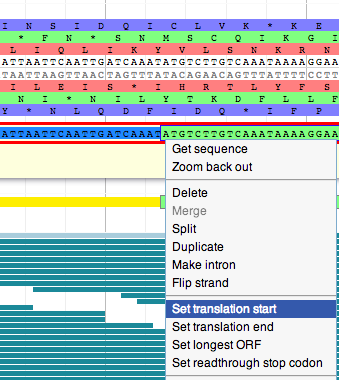 I N S I D Q I C L V K * K E
* F N * S N M S C Q I K G I
L I Q L I K Y V L S N K R N
ATTAATTCAATTGATCAAATATGTCTTGTCAAATAAAAGGAA
TAATTAAGTTAACTAGTTTATACAGAACAGTTTATTTTCCTT
I L E I S * I H R T L Y F S
N I * N I L Y T K D F L L F
Y * N L Q D F I D Q * I F P
ATTAATTCAATTGATCAAATATGTCTTGTCAAATAAAAGGAA
Get sequence
Zoom back out
Delete
Merge
Split
Duplicate
Make intron
Flip strand
Set translation start
Set translation end
Set longest ORF
Set readthrough stop codon